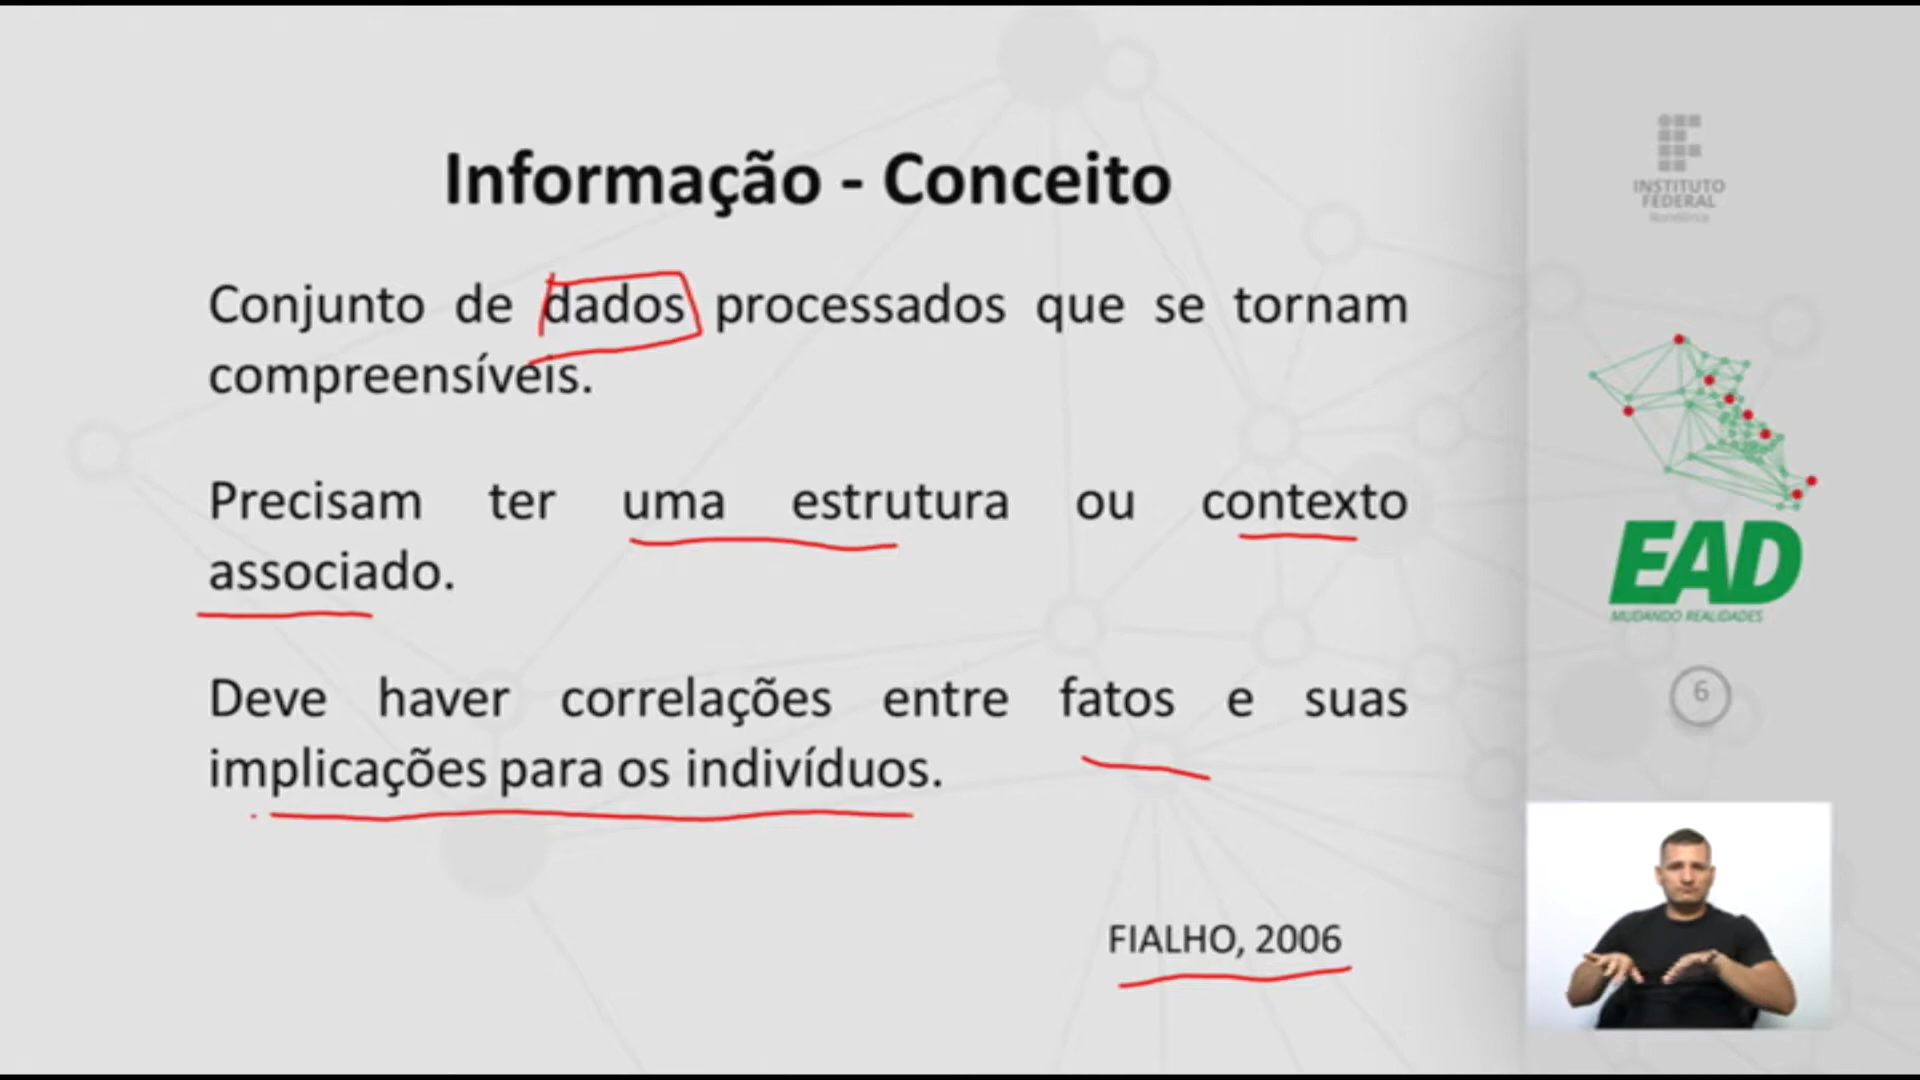 Informação - Conceito
Conjunto de dados processados que se tornam
compreensíveis.
Precisam ter uma estrutura ou contexto
associado.
Deve haver correlações entre fatos e suas
implicações para os indivíduos.
FIALHO, 2006
INSTITUTO
FEDERAL
Rondônia
EAD
MUDANDO REALIDADES
6